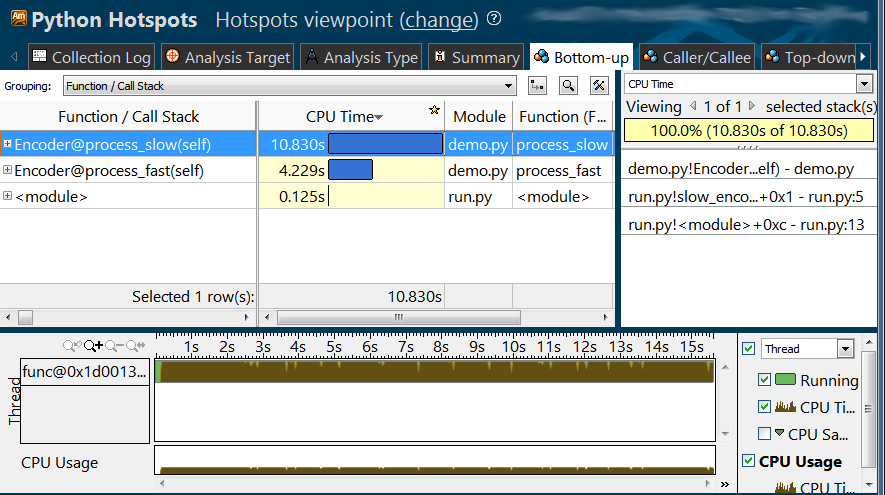 Am Python Hotspots Hotspots viewpoint (change) ?
Collection Log Analysis Target Analysis Type Summary Bottom-up Caller/Callee Top-down
Grouping: Function / Call Stack
CPU Time
Function / Call Stack CPU Time Module Function (F...
Viewing 1 of 1 selected stack(s)
Encoder@process_slow(self) 10.830s demo.py process_slow
100.0% (10.830s of 10.830s)
Encoder@process_fast(self) 4.229s demo.py process_fast
demo.py!Encoder...elf) - demo.py
<module> 0.125s run.py <module>
run.py!slow_enco...+0x1 - run.py:5
run.py!<module>+0xc - run.py:13
Selected 1 row(s): 10.830s
1s 2s 3s 4s 5s 6s 7s 8s 9s 10s 11s 12s 13s 14s 15s
Thread
func@0x1d0013...
Thread
Running
CPU Ti...
CPU Sa...
CPU Usage
CPU Usage
CPU Ti...